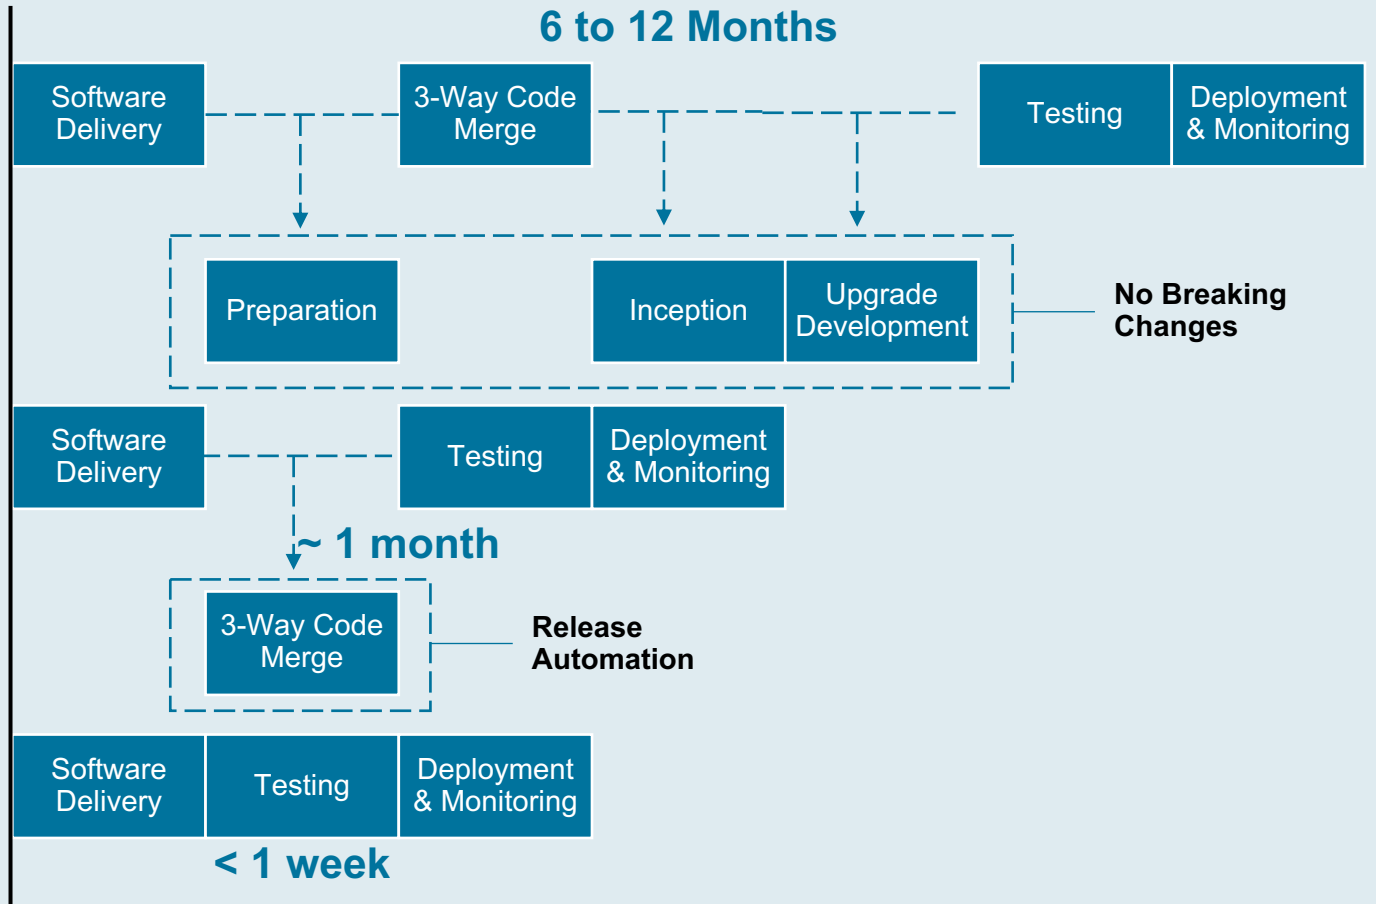 6 to 12 Months
Software
Delivery
3-Way Code
Merge
Testing
Deployment
& Monitoring
Preparation
Inception
Upgrade
Development
No Breaking
Changes
Software
Delivery
Testing
Deployment
& Monitoring
~ 1 month
3-Way Code
Merge
Release
Automation
Software
Delivery
Testing
Deployment
& Monitoring
< 1 week